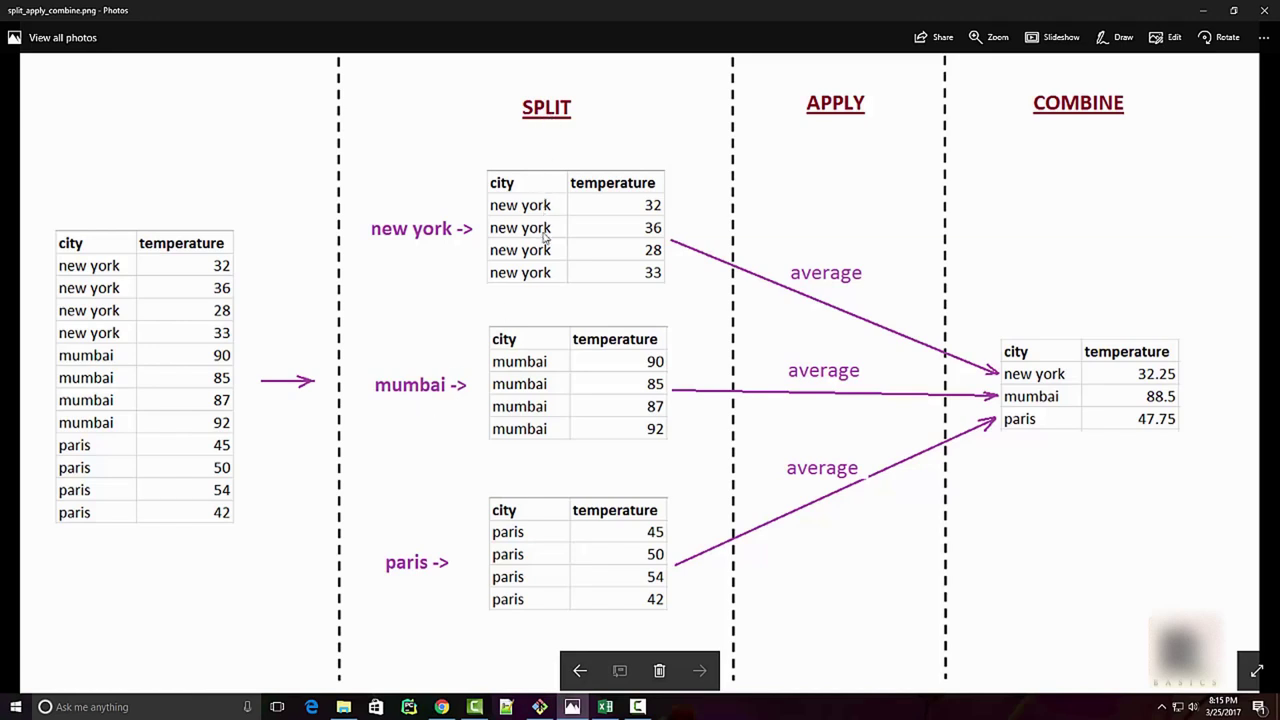 split_apply_combine.png - Photos
View all photos
Share
Zoom
Slideshow
Draw
Edit
Rotate
SPLIT
APPLY
COMBINE
city temperature
new york 32
new york 36
new york 28
new york 33
mumbai 90
mumbai 85
mumbai 87
mumbai 92
paris 45
paris 50
paris 54
paris 42
new york ->
city temperature
new york 32
new york 36
new york 28
new york 33
mumbai ->
city temperature
mumbai 90
mumbai 85
mumbai 87
mumbai 92
paris ->
city temperature
paris 45
paris 50
paris 54
paris 42
average
average
average
city temperature
new york 32.25
mumbai 88.5
paris 47.75
BASICS
Ask me anything
8:15 PM
3/25/2017